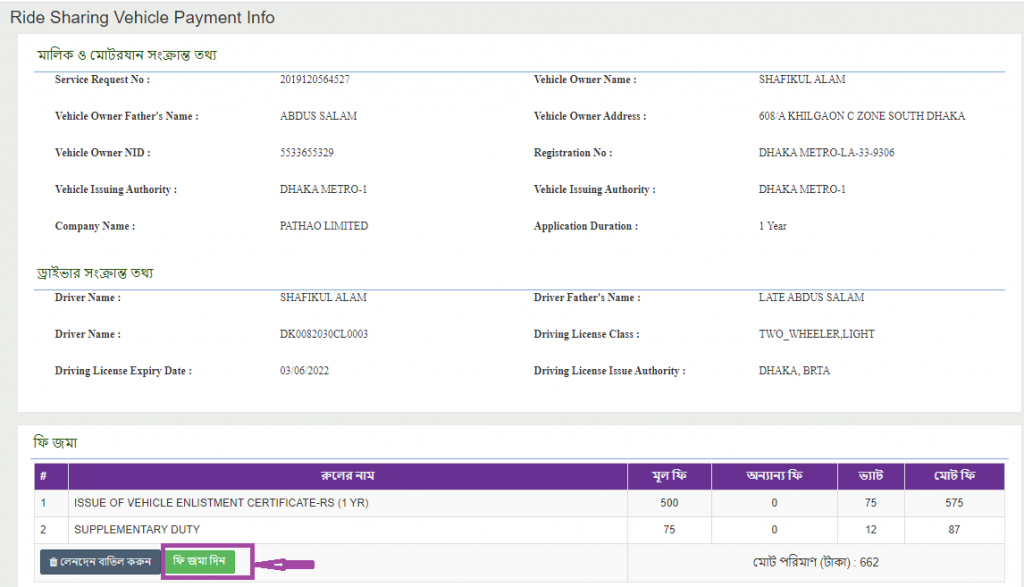 Ride Sharing Vehicle Payment Info
মালিক ও মোটরযান সংক্রান্ত তথ্য
Service Request No : 2019120564527 Vehicle Owner Name : SHAFIKUL ALAM
Vehicle Owner Father's Name : ABDUS SALAM Vehicle Owner Address : 608/A KHILGAON C ZONE SOUTH DHAKA
Vehicle Owner NID : 5533655329 Registration No : DHAKA METRO-LA-33-9306
Vehicle Issuing Authority : DHAKA METRO-1 Vehicle Issuing Authority : DHAKA METRO-1
Company Name : PATHAO LIMITED Application Duration : 1 Year
ড্রাইভার সংক্রান্ত তথ্য
Driver Name : SHAFIKUL ALAM Driver Father's Name : LATE ABDUS SALAM
Driver Name : DK0082030CL0003 Driving License Class : TWO_WHEELER,LIGHT
Driving License Expiry Date : 03/06/2022 Driving License Issue Authority : DHAKA, BRTA
ফি জমা
# রুলের নাম মূল ফি অন্যান্য ফি ভ্যাট মোট ফি
1 ISSUE OF VEHICLE ENLISTMENT CERTIFICATE-RS (1 YR) 500 0 75 575
2 SUPPLEMENTARY DUTY 75 0 12 87
লেনদেন বাতিল করুন ফি জমা দিন মোট পরিমাণ (টাকা) : 662